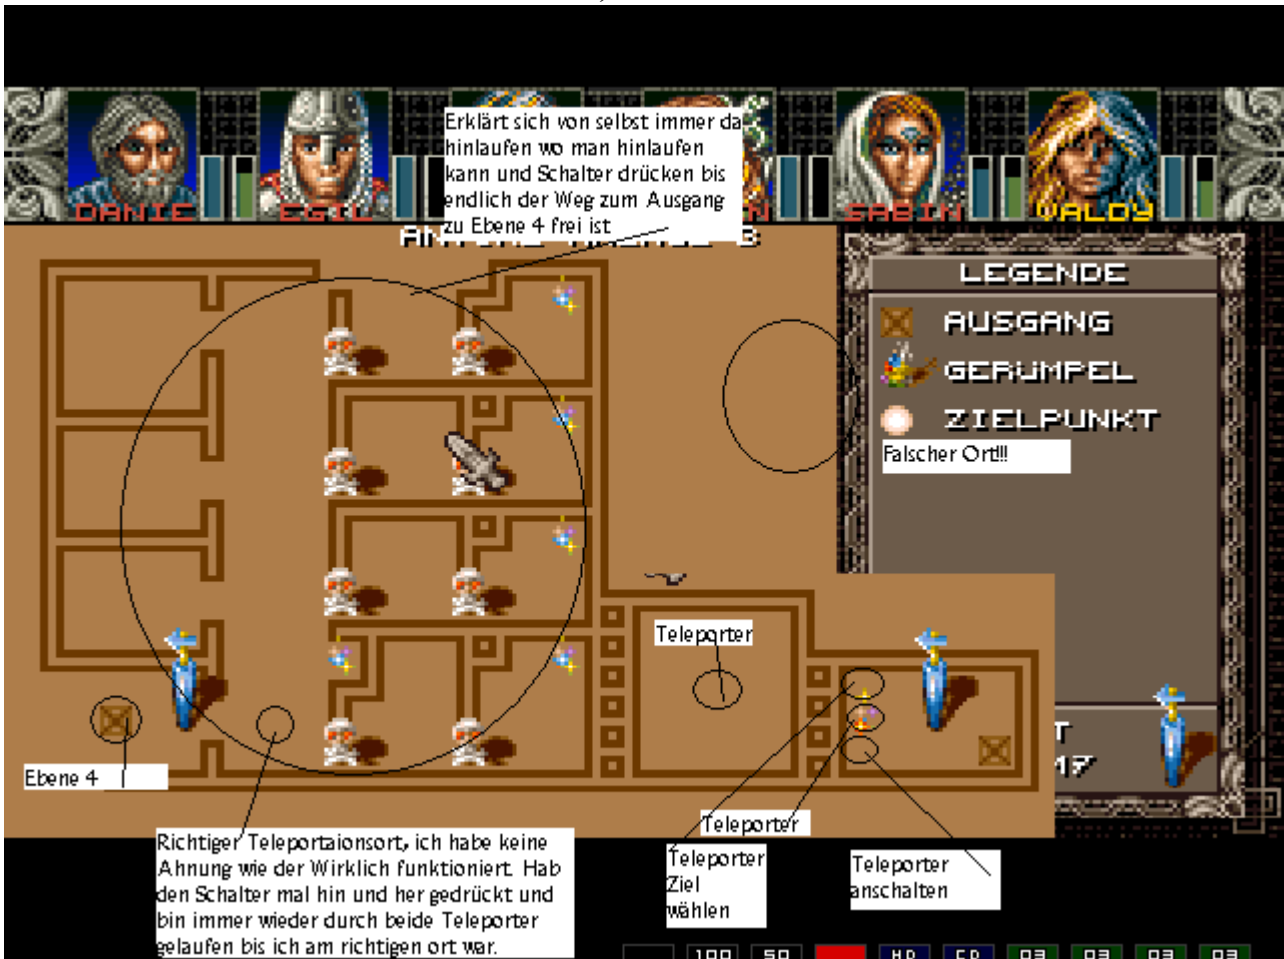 Erklärt sich von selbst immer da
hinlaufen wo man hinlaufen
kann und Schalter drücken bis
endlich der Weg zum Ausgang
zu Ebene 4 frei ist
DANIE
EGIL
SABIN
WALDY
LEGENDE
AUSGANG
GERÜMPEL
ZIELPUNKT
Falscher Ort!!!
Teleporter
Ebene 4
Teleporter
Richtiger Teleportaionsort, ich habe keine
Ahnung wie der Wirklich funktioniert. Hab
den Schalter mal hin und her gedrückt und
bin immer wieder durch beide Teleporter
gelaufen bis ich am richtigen ort war.
Teleporter
Ziel
wählen
Teleporter
anschalten
100 50 HD CD 03 03 03 03